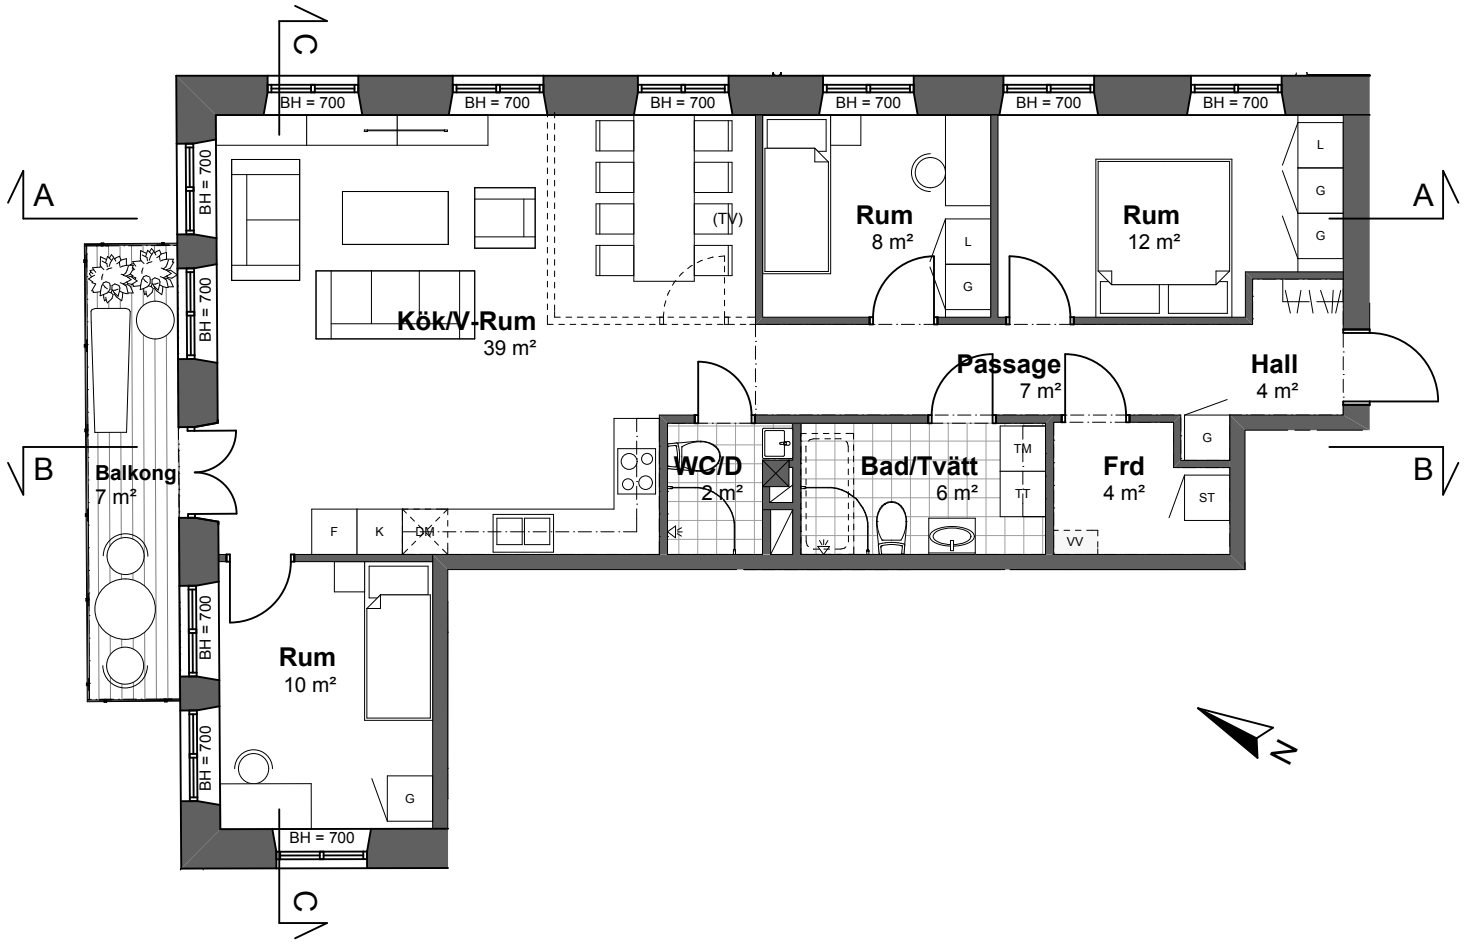 C
BH = 700
BH = 700
BH = 700
BH = 700
BH = 700
BH = 700
BH = 700
A
A
L
G
G
(TV)
Rum
8 m²
Rum
12 m²
L
G
BH = 700
Kök/V-Rum
39 m²
Passage
7 m²
Hall
4 m²
B
B
Balkong
7 m²
G
WC/D
2 m²
Bad/Tvätt
6 m²
TM
TT
Frd
4 m²
ST
F
K
DM
VV
BH = 700
Rum
10 m²
BH = 700
G
BH = 700
N
C